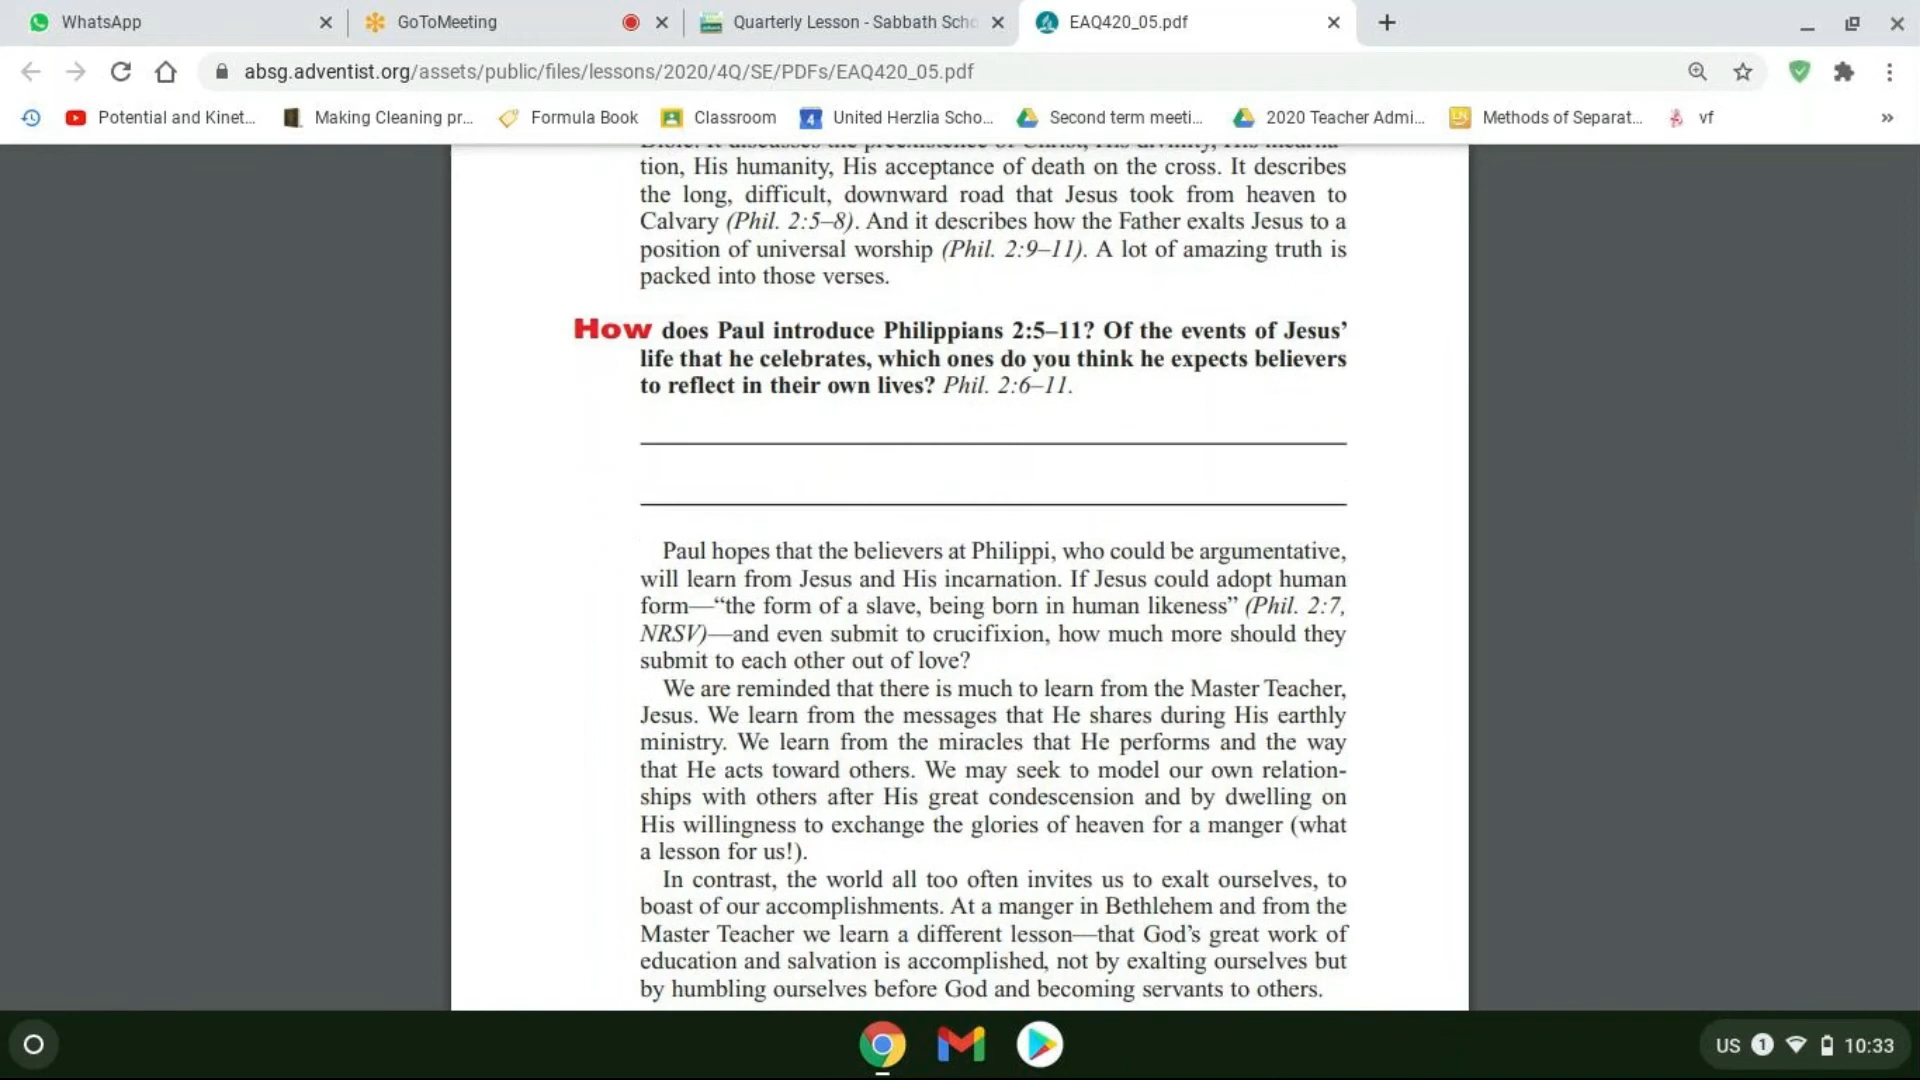 WhatsApp
GoToMeeting
Quarterly Lesson - Sabbath Scho
EAQ420_05.pdf
absg.adventist.org/assets/public/files/lessons/2020/4Q/SE/PDFs/EAQ420_05.pdf
Potential and Kinet...
Making Cleaning pr...
Formula Book
Classroom
4
United Herzlia Scho...
Second term meeti...
2020 Teacher Admi...
Methods of Separat...
vf
»
tion, His humanity, His acceptance of death on the cross. It describes
the long, difficult, downward road that Jesus took from heaven to
Calvary (Phil. 2:5–8). And it describes how the Father exalts Jesus to a
position of universal worship (Phil. 2:9–11). A lot of amazing truth is
packed into those verses.
How does Paul introduce Philippians 2:5–11? Of the events of Jesus’
life that he celebrates, which ones do you think he expects believers
to reflect in their own lives? Phil. 2:6–11.
Paul hopes that the believers at Philippi, who could be argumentative,
will learn from Jesus and His incarnation. If Jesus could adopt human
form—“the form of a slave, being born in human likeness” (Phil. 2:7,
NRSV)—and even submit to crucifixion, how much more should they
submit to each other out of love?
We are reminded that there is much to learn from the Master Teacher,
Jesus. We learn from the messages that He shares during His earthly
ministry. We learn from the miracles that He performs and the way
that He acts toward others. We may seek to model our own relation-
ships with others after His great condescension and by dwelling on
His willingness to exchange the glories of heaven for a manger (what
a lesson for us!).
In contrast, the world all too often invites us to exalt ourselves, to
boast of our accomplishments. At a manger in Bethlehem and from the
Master Teacher we learn a different lesson—that God’s great work of
education and salvation is accomplished, not by exalting ourselves but
by humbling ourselves before God and becoming servants to others.
US 1 10:33